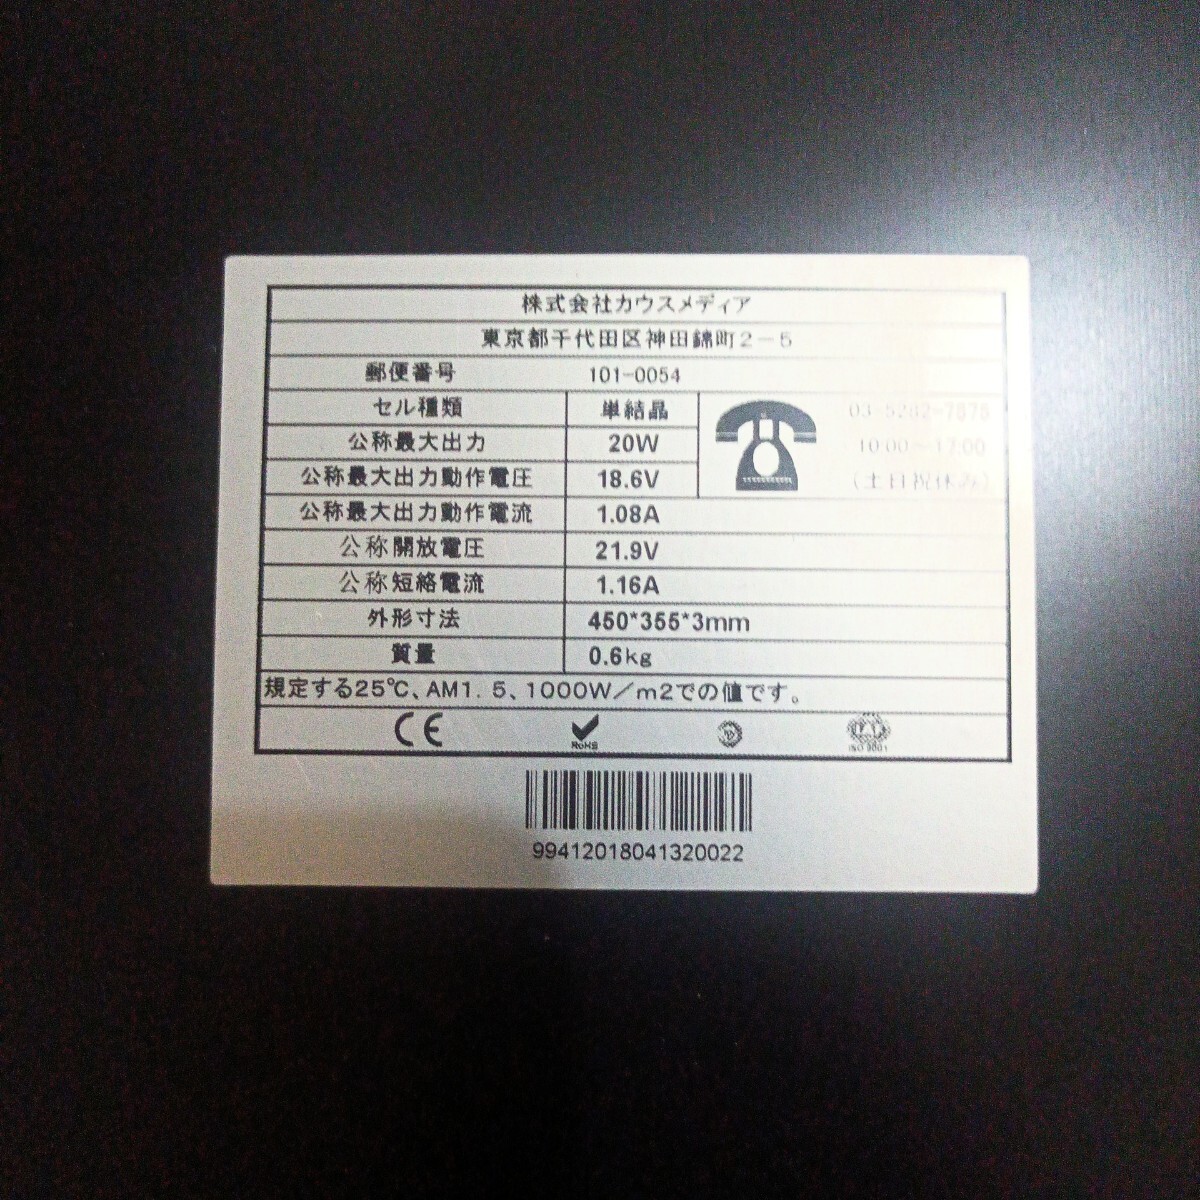 株式会社カウスメディア
東京都千代田区神田錦町2-5
郵便番号 101-0054
セル種類 単結晶
公称最大出力 20W
公称最大出力動作電圧 18.6V
03-5282-7878
10:00～17:00
(土日祝休み)
公称最大出力動作電流 1.08A
公称開放電圧 21.9V
公称短絡電流 1.16A
外形寸法 450*355*3mm
質量 0.6kg
規定する25℃、AM1.5、1000W/m2での値です。
CE RoHS ISO 9001
99412018041320022